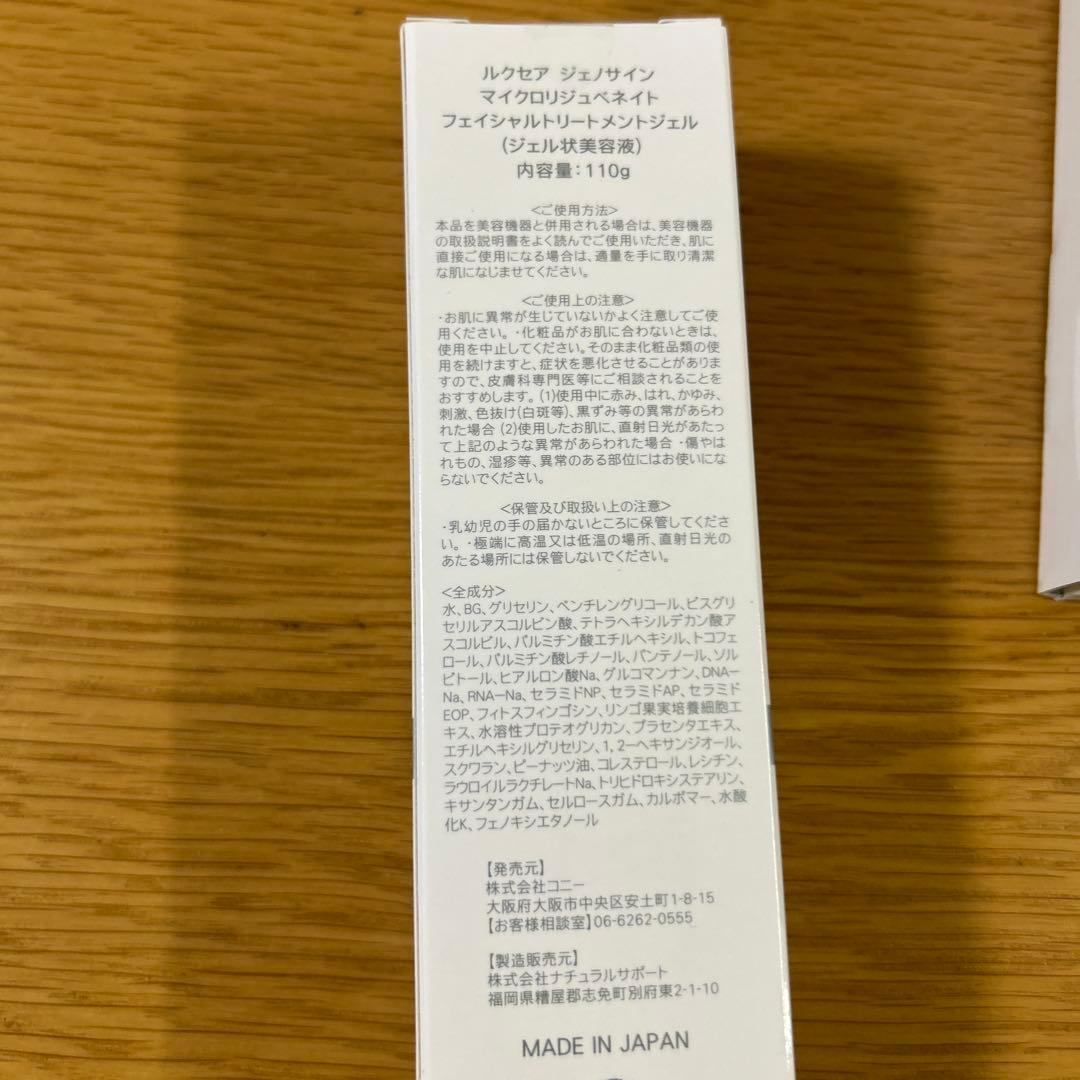 ルクセア ジェノサイン
マイクロリジュベネイト
フェイシャルトリートメントジェル
(ジェル状美容液)
内容量:110g
<ご使用方法>
本品を美容機器と併用される場合は、美容機器
の取扱説明書をよく読んでご使用いただき、肌に
直接ご使用になる場合は、適量を手に取り清潔
な肌になじませてください。
<ご使用上の注意>
・お肌に異常が生じていないかよく注意してご使
用ください。・化粧品がお肌に合わないときは、
使用を中止してください。そのまま化粧品類の使
用を続けますと、症状を悪化させることがありま
すので、皮膚科専門医等にご相談されることを
おすすめします。(1)使用中に赤み、はれ、かゆみ、
刺激、色抜け(白斑等)、黒ずみ等の異常があらわ
れた場合 (2)使用したお肌に、直射日光があたっ
て上記のような異常があらわれた場合 ・傷やは
れもの、湿疹等、異常のある部位にはお使いにな
らないでください。
<保管及び取扱い上の注意>
・乳幼児の手の届かないところに保管してくださ
い。・極端に高温又は低温の場所、直射日光の
あたる場所には保管しないでください。
<全成分>
水、BG、グリセリン、ペンチレングリコール、ビスグリ
セリルアスコルビン酸、テトラヘキシルデカン酸ア
スコルビル、パルミチン酸エチルヘキシル、トコフェ
ロール、パルミチン酸レチノール、パンテノール、ソル
ビトール、ヒアルロン酸Na、グルコマンナン、DNA-
Na、RNA-Na、セラミドNP、セラミドAP、セラミド
EOP、フィトスフィンゴシン、リンゴ果実培養細胞エ
キス、水溶性プロテオグリカン、プラセンタエキス、
エチルヘキシルグリセリン、1, 2-ヘキサンジオール、
スクワラン、ピーナッツ油、コレステロール、レシチン、
ラウロイルラクチレートNa、トリヒドロキシステアリン、
キサンタンガム、セルロースガム、カルボマー、水酸
化K、フェノキシエタノール
【発売元】
株式会社コニー
大阪府大阪市中央区安土町1-8-15
【お客様相談室】06-6262-0555
【製造販売元】
株式会社ナチュラルサポート
福岡県糟屋郡志免町別府東2-1-10
MADE IN JAPAN